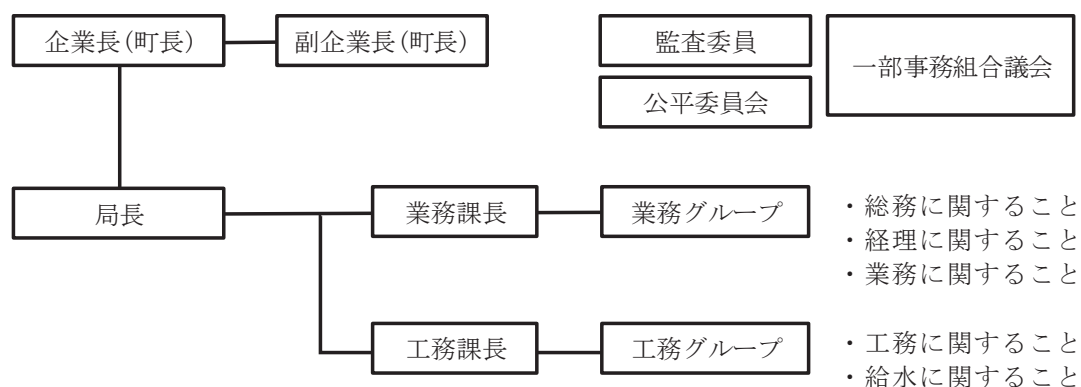 企業長(町長)
副企業長(町長)
監査委員
公平委員会
一部事務組合議会
局長
業務課長
業務グループ
・総務に関すること
・経理に関すること
・業務に関すること
工務課長
工務グループ
・工務に関すること
・給水に関すること